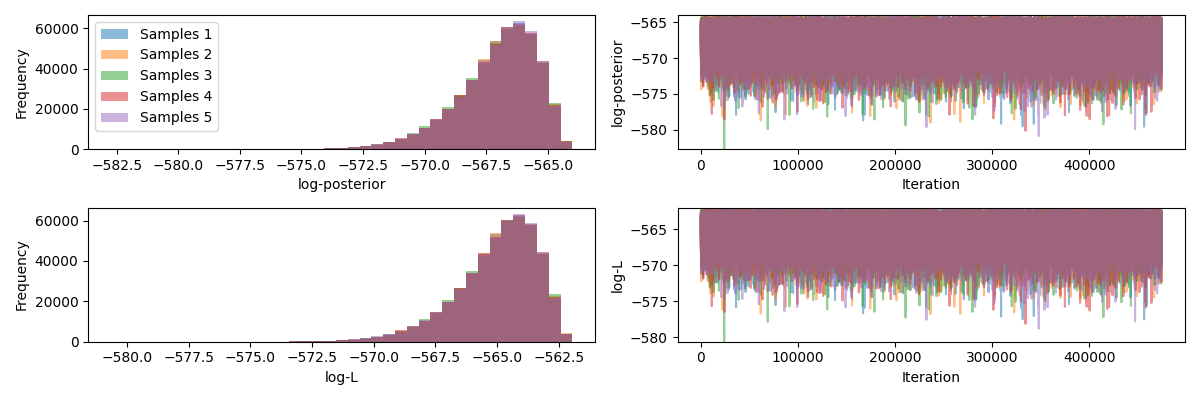 60000
40000
20000
0
Frequency
Samples 1
Samples 2
Samples 3
Samples 4
Samples 5
−582.5 −580.0 −577.5 −575.0 −572.5 −570.0 −567.5 −565.0
log-posterior
−565
−570
−575
−580
log-posterior
0 100000 200000 300000 400000
Iteration
60000
40000
20000
0
Frequency
−580.0 −577.5 −575.0 −572.5 −570.0 −567.5 −565.0 −562.5
log-L
−565
−570
−575
−580
log-L
0 100000 200000 300000 400000
Iteration